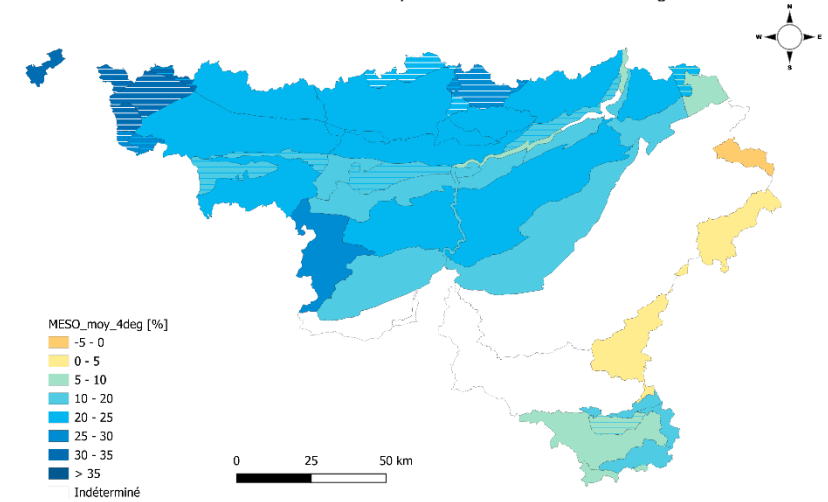 N
W E
S
MESO_moy_4deg [%]
-5 - 0
0 - 5
5 - 10
10 - 20
20 - 25
25 - 30
30 - 35
> 35
Indéterminé
0 25 50 km